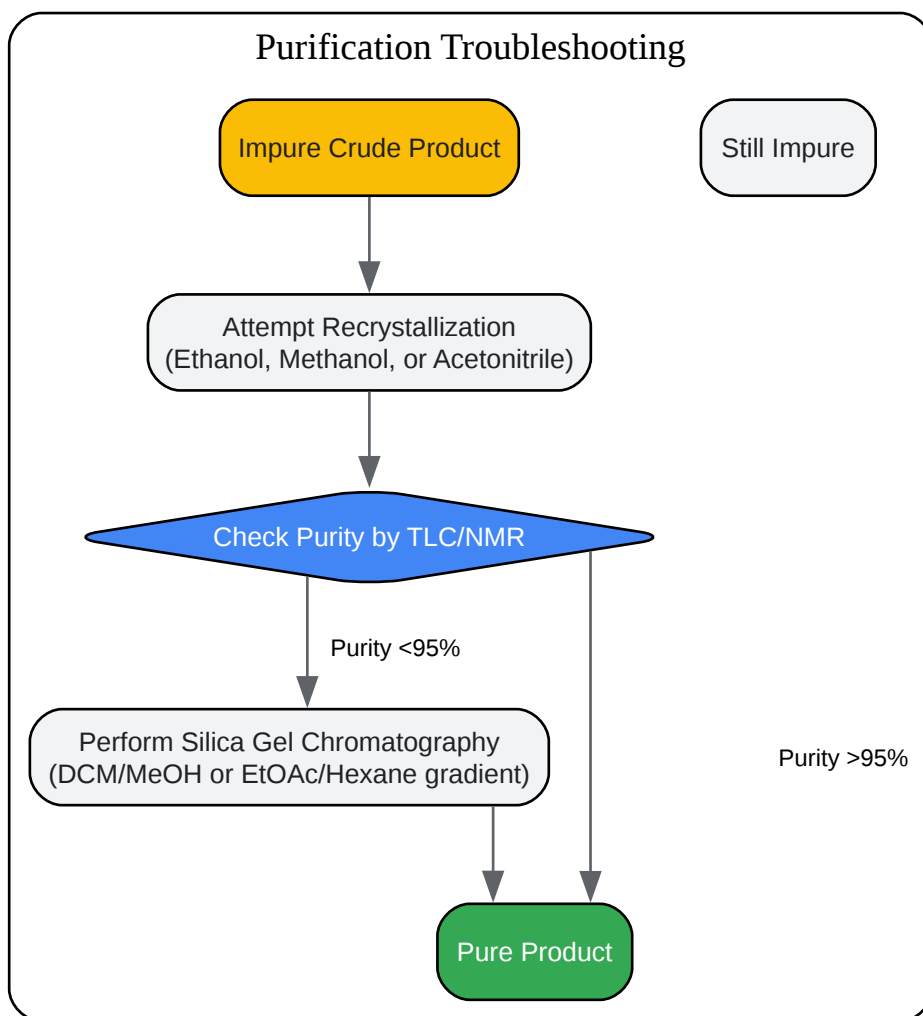 Purification Troubleshooting
Impure Crude Product
Still Impure
Attempt Recrystallization
(Ethanol, Methanol, or Acetonitrile)
Check Purity by TLC/NMR
Purity <95%
Perform Silica Gel Chromatography
(DCM/MeOH or EtOAc/Hexane gradient)
Purity >95%
Pure Product